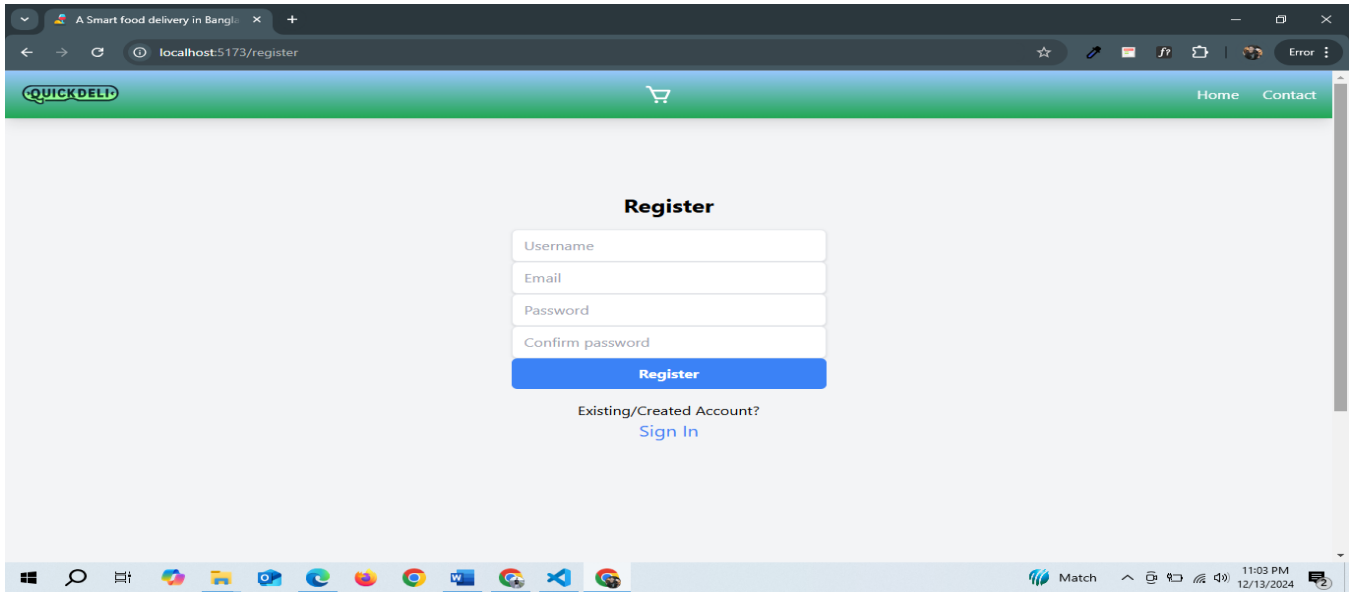 A Smart food delivery in Bangla
localhost:5173/register
Error
QUICKDELI
Home Contact
Register
Username
Email
Password
Confirm password
Register
Existing/Created Account?
Sign In
Match
11:03 PM
12/13/2024
2